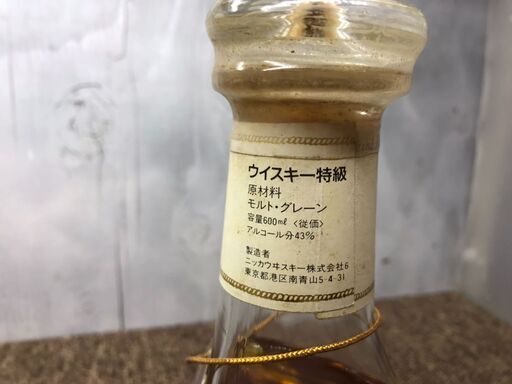 ウイスキー特級
原材料
モルト・グレーン
容量600mℓ〈従価〉
アルコール分43%
製造者
ニッカウヰスキー株式会社6
東京都港区南青山5-4-31